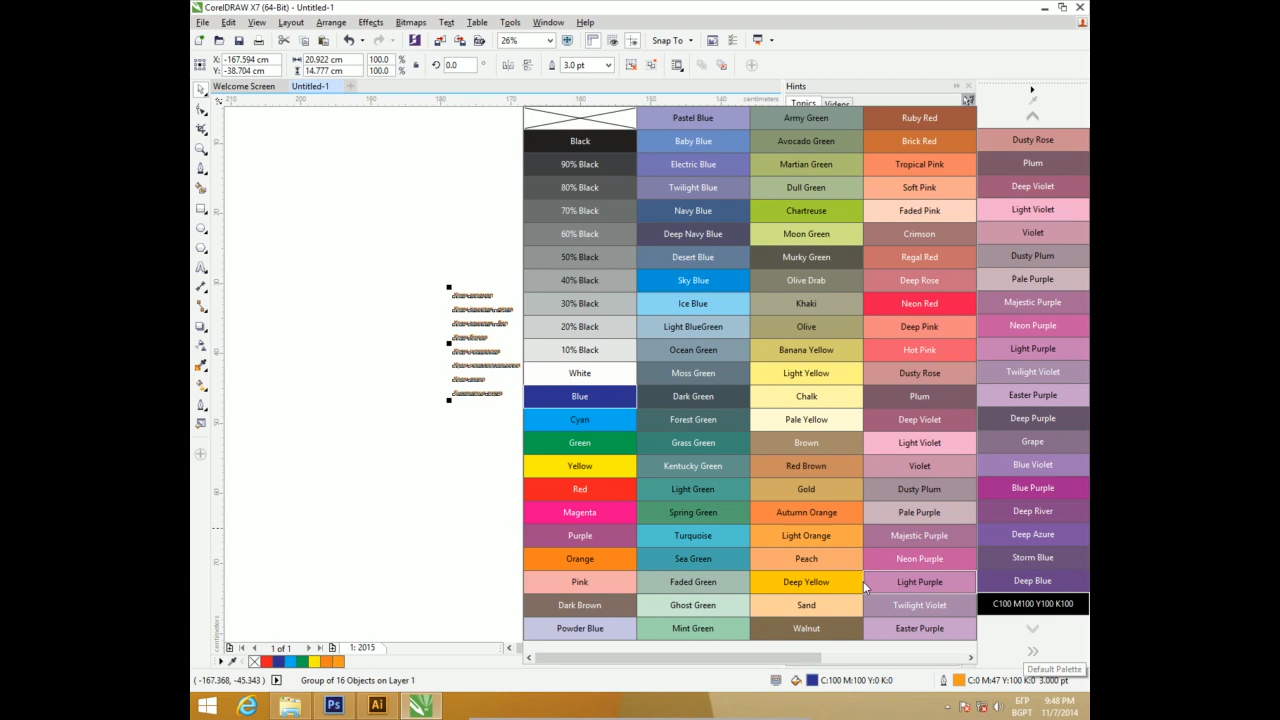 CorelDRAW X7 (64-Bit) - Untitled-1
File Edit View Layout Arrange Effects Bitmaps Text Table Tools Window Help
26% Snap To
X: -167.594 cm 20.922 cm 100.0 % 0.0 ° 3.0 pt
Y: -38.704 cm 14.777 cm 100.0 %
Welcome Screen Untitled-1 Hints
210 200 190 180 170 160 150 140 130 centimeters
Topics Videos
Pastel Blue Army Green Ruby Red
Black Baby Blue Avocado Green Brick Red Dusty Rose
90% Black Electric Blue Martian Green Tropical Pink Plum
80% Black Twilight Blue Dull Green Soft Pink Deep Violet
70% Black Navy Blue Chartreuse Faded Pink Light Violet
60% Black Deep Navy Blue Moon Green Crimson Violet
50% Black Desert Blue Murky Green Regal Red Dusty Plum
40% Black Sky Blue Olive Drab Deep Rose Pale Purple
30% Black Ice Blue Khaki Neon Red Majestic Purple
20% Black Light BlueGreen Olive Deep Pink Neon Purple
10% Black Ocean Green Banana Yellow Hot Pink Light Purple
White Moss Green Light Yellow Dusty Rose Twilight Violet
Blue Dark Green Chalk Plum Easter Purple
Cyan Forest Green Pale Yellow Deep Violet Deep Purple
Green Grass Green Brown Light Violet Grape
Yellow Kentucky Green Red Brown Violet Blue Violet
Red Light Green Gold Dusty Plum Blue Purple
Magenta Spring Green Autumn Orange Pale Purple Deep River
Purple Turquoise Light Orange Majestic Purple Deep Azure
Orange Sea Green Peach Neon Purple Storm Blue
Pink Faded Green Deep Yellow Light Purple Deep Blue
Dark Brown Ghost Green Sand Twilight Violet C100 M100 Y100 K100
Powder Blue Mint Green Walnut Easter Purple
1 of 1 1: 2015
Default Palette
( -167.368, -45.343 ) Group of 16 Objects on Layer 1 C:100 M:100 Y:0 K:0 C:0 M:47 Y:100 K:0 3.000 pt
Ps Ai БГР 9:48 PM
BGPT 11/7/2014